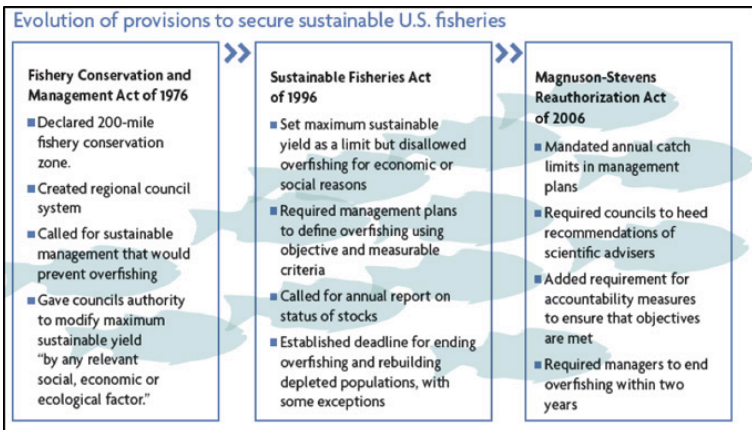 Evolution of provisions to secure sustainable U.S. fisheries
Fishery Conservation and
Management Act of 1976
■ Declared 200-mile
fishery conservation
zone.
■ Created regional council
system
■ Called for sustainable
management that would
prevent overfishing
■ Gave councils authority
to modify maximum
sustainable yield
“by any relevant
social, economic or
ecological factor.”
Sustainable Fisheries Act
of 1996
■ Set maximum sustainable
yield as a limit but disallowed
overfishing for economic or
social reasons
■ Required management plans
to define overfishing using
objective and measurable
criteria
■ Called for annual report on
status of stocks
■ Established deadline for ending
overfishing and rebuilding
depleted populations, with
some exceptions
Magnuson-Stevens
Reauthorization Act
of 2006
■ Mandated annual catch
limits in management
plans
■ Required councils to heed
recommendations of
scientific advisers
■ Added requirement for
accountability measures
to ensure that objectives
are met
■ Required managers to end
overfishing within two
years